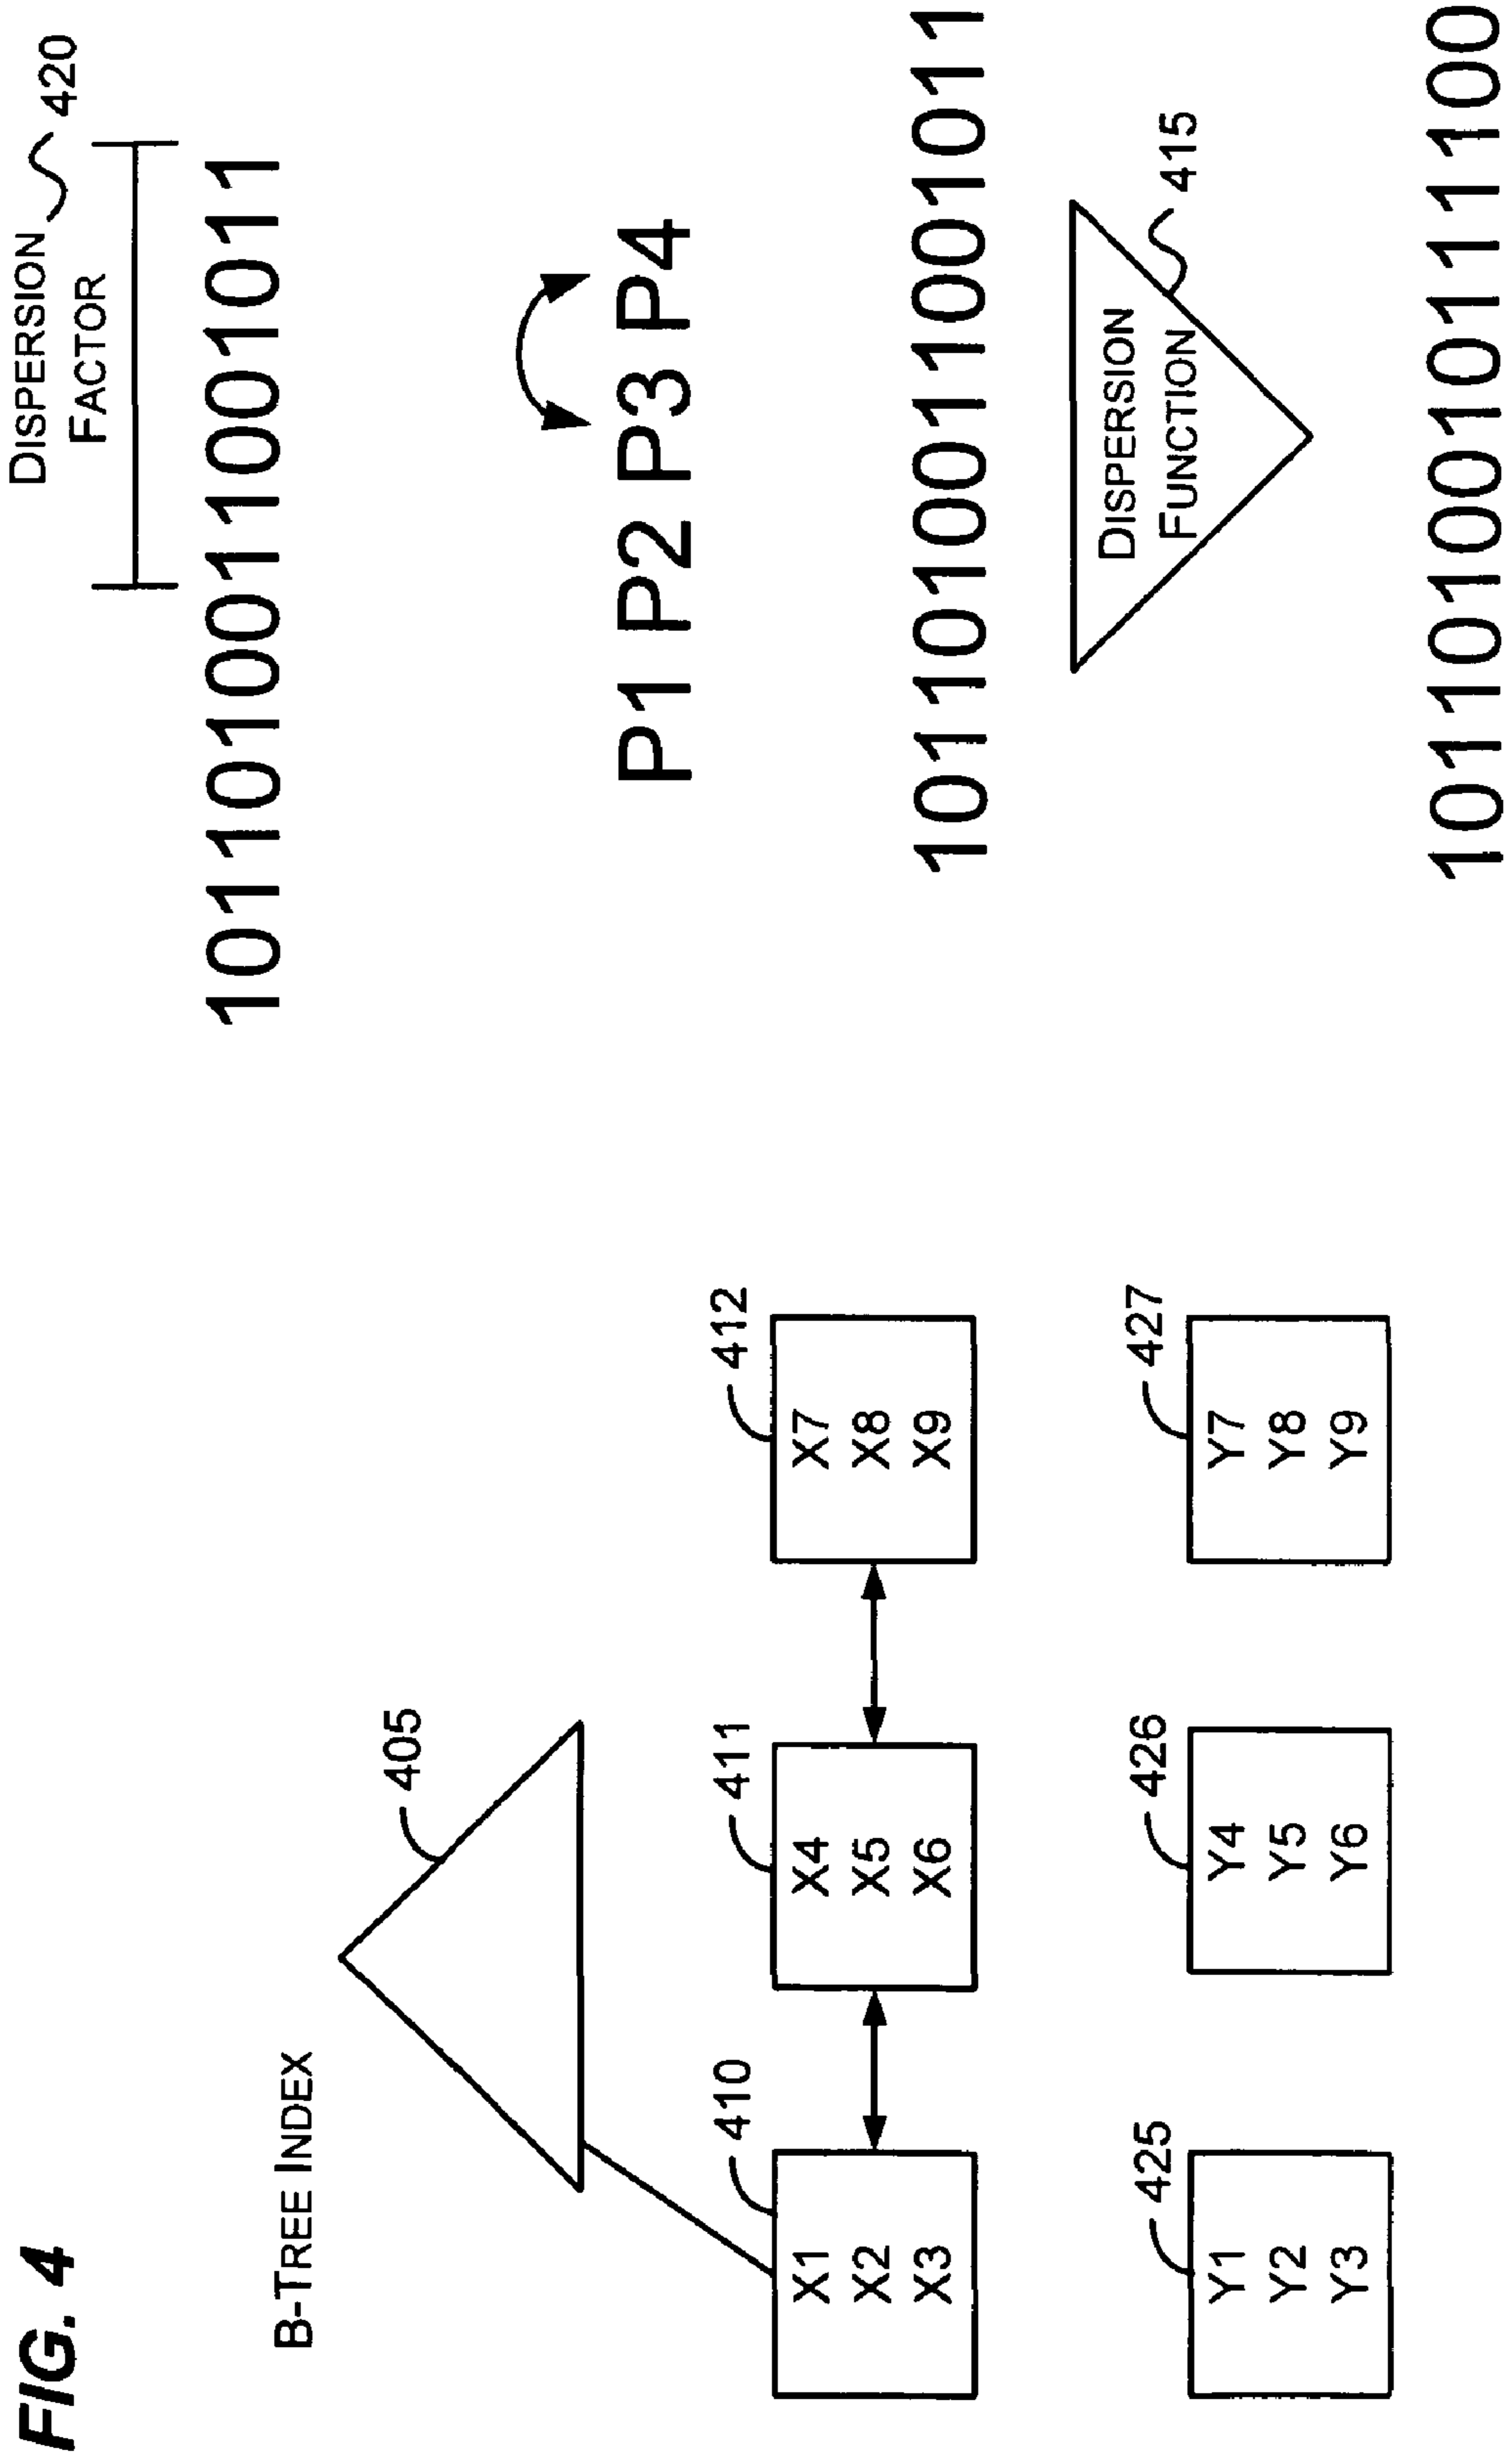 FIG. 4
B-TREE INDEX
405
410
411
412
X1
X2
X3
X4
X5
X6
X7
X8
X9
425
426
427
Y1
Y2
Y3
Y4
Y5
Y6
Y7
Y8
Y9
DISPERSION
FACTOR
420
1011010011001011
P1 P2 P3 P4
1011010011001011
DISPERSION
FUNCTION
415
1011010010111100